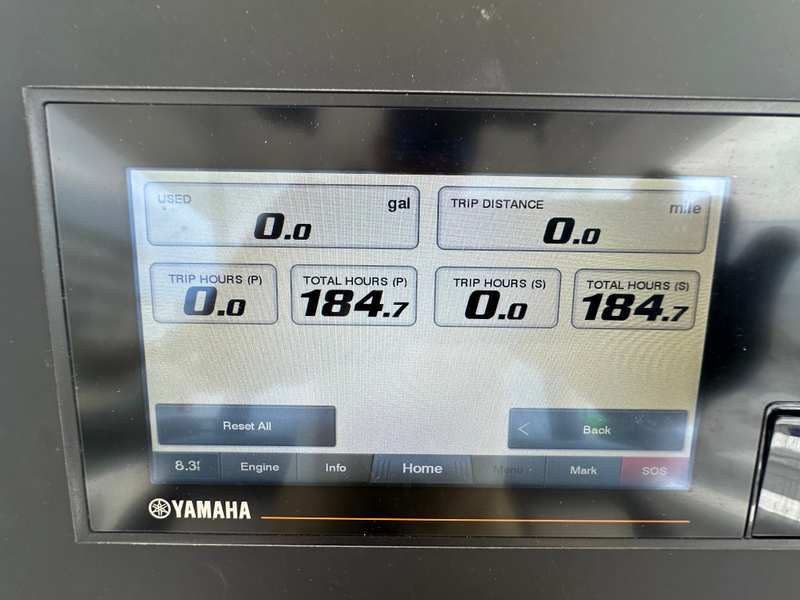 USED gal
0.0
TRIP DISTANCE mile
0.0
TRIP HOURS (P)
0.0
TOTAL HOURS (P)
184.7
TRIP HOURS (S)
0.0
TOTAL HOURS (S)
184.7
Reset All
< Back
Engine Info Home Menu Mark SOS
YAMAHA